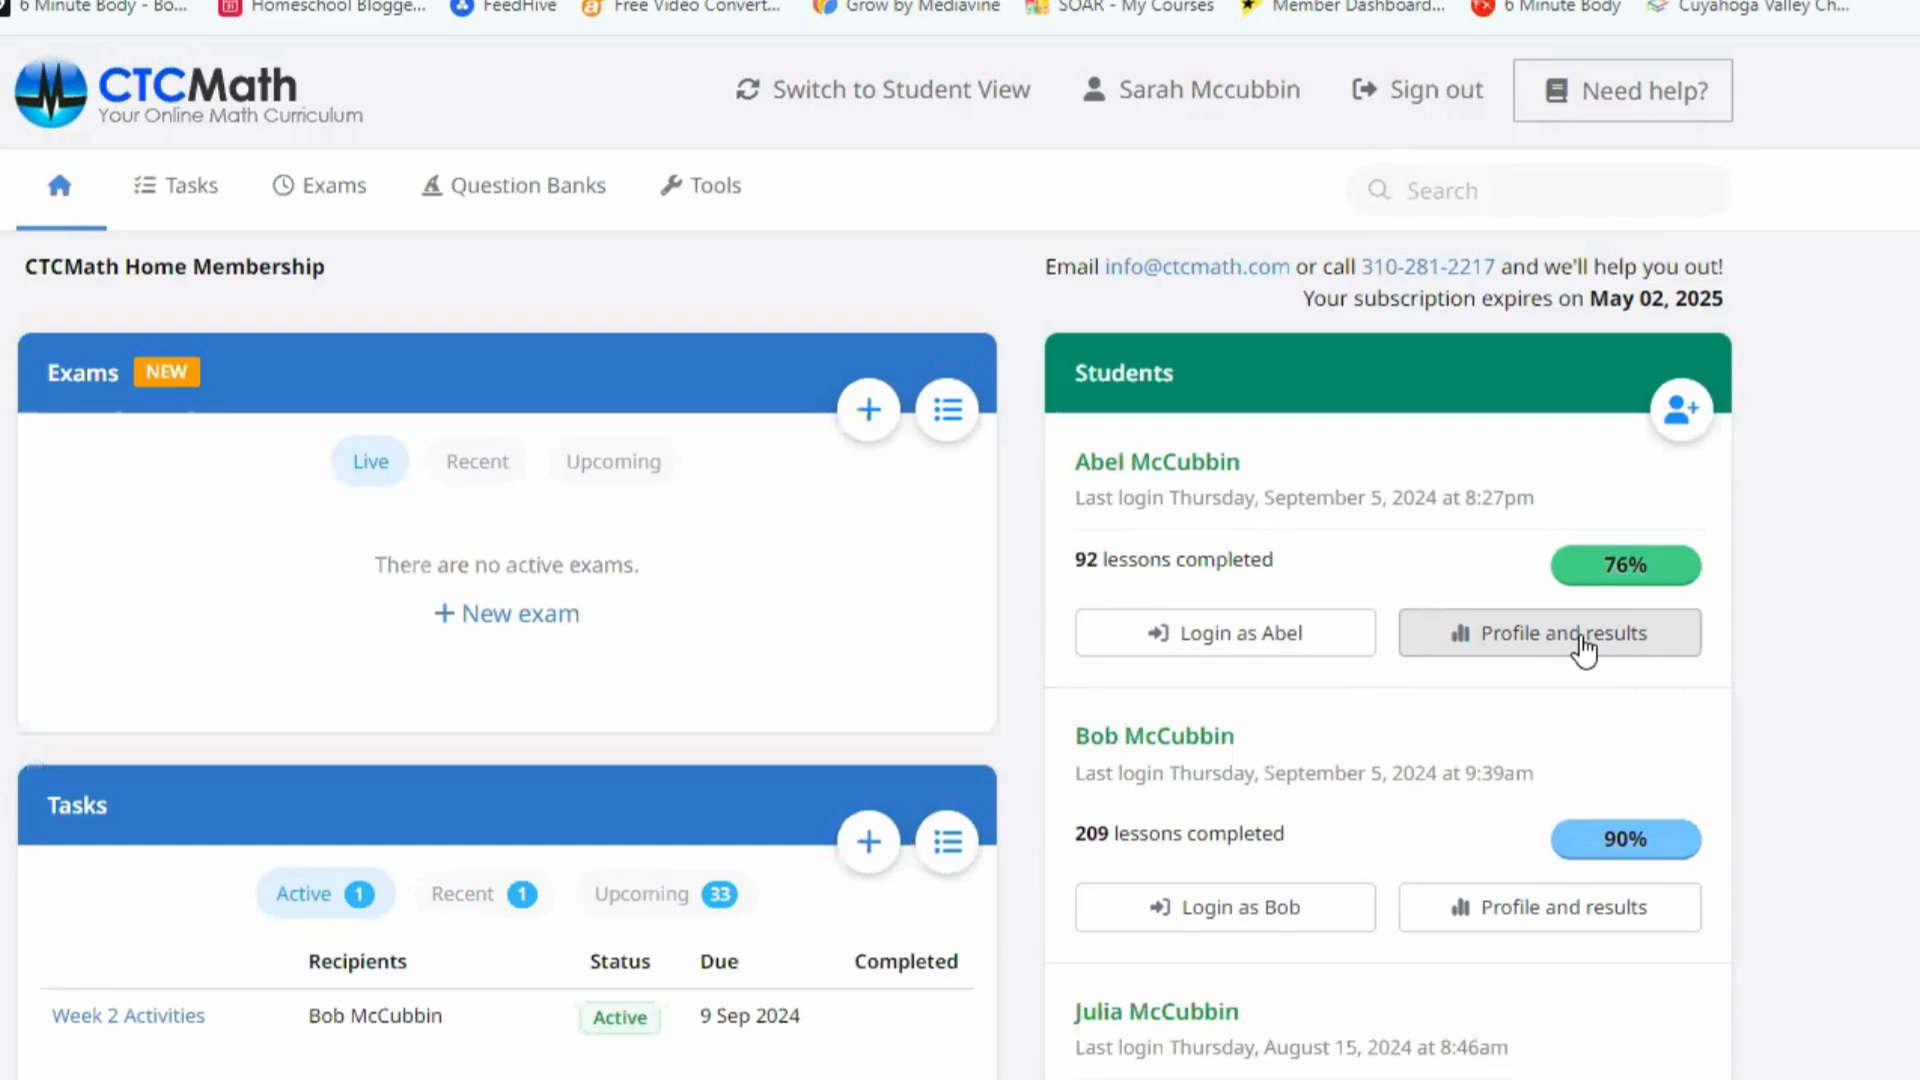 6 Minute Body - Bo...
Homeschool Blogge...
FeedHive
Free Video Convert...
Grow by Mediavine
SOAR - My Courses
Member Dashboard...
6 Minute Body
Cuyahoga Valley Ch...
CTCMath
Your Online Math Curriculum
Switch to Student View
Sarah Mccubbin
Sign out
Need help?
Tasks
Exams
Question Banks
Tools
Search
CTCMath Home Membership
Email info@ctcmath.com or call 310-281-2217 and we'll help you out!
Your subscription expires on May 02, 2025
Exams NEW
Live
Recent
Upcoming
There are no active exams.
+ New exam
Tasks
Active 1
Recent 1
Upcoming 33
Recipients Status Due Completed
Week 2 Activities Bob McCubbin Active 9 Sep 2024
Students
Abel McCubbin
Last login Thursday, September 5, 2024 at 8:27pm
92 lessons completed 76%
Login as Abel
Profile and results
Bob McCubbin
Last login Thursday, September 5, 2024 at 9:39am
209 lessons completed 90%
Login as Bob
Profile and results
Julia McCubbin
Last login Thursday, August 15, 2024 at 8:46am